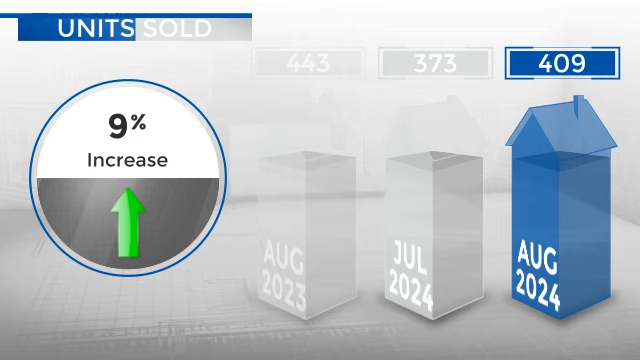 UNITS SOLD
443
373
409
9%
Increase
AUG
2023
JUL
2024
AUG
2024